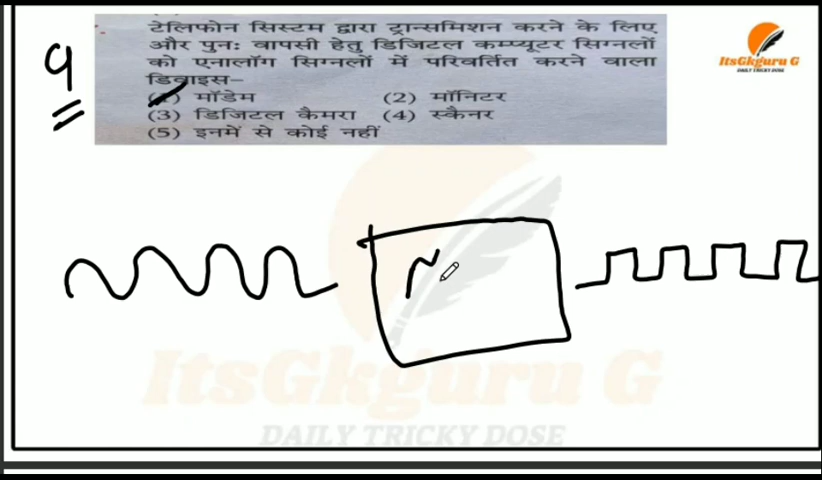 9
टेलिफोन सिस्टम द्वारा ट्रान्समिशन करने के लिए
और पुनः वापसी हेतु डिजिटल कम्प्यूटर सिग्नलों
को एनालॉग सिग्नलों में परिवर्तित करने वाला
डिवाइस–
(1) मॉडेम (2) मॉनिटर
(3) डिजिटल कैमरा (4) स्कैनर
(5) इनमें से कोई नहीं
ItsGkguru G
DAILY TRICKY DOSE
ItsGkguru G
DAILY TRICKY DOSE